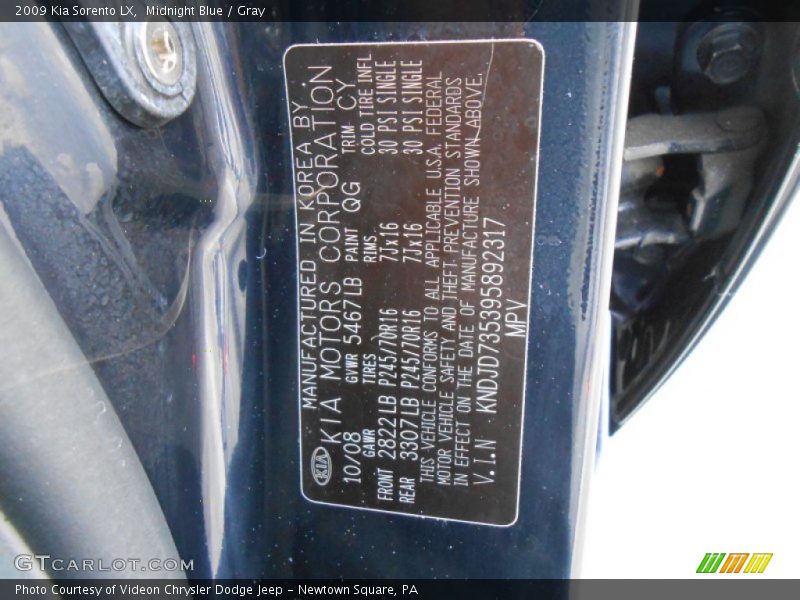 2009 Kia Sorento LX,  Midnight Blue / Gray
MANUFACTURED IN KOREA BY
KIA KIA MOTORS CORPORATION
10/08 GVWR 5467LB PAINT QG TRIM CY
GAWR TIRES RIMS COLD TIRE INFL
FRONT 2822LB P245/70R16 7Jx16 30 PSI SINGLE
REAR 3307LB P245/70R16 7Jx16 30 PSI SINGLE
THIS VEHICLE CONFORMS TO ALL APPLICABLE U.S.A. FEDERAL
MOTOR VEHICLE SAFETY AND THEFT PREVENTION STANDARDS
IN EFFECT ON THE DATE OF MANUFACTURE SHOWN ABOVE.
V.I.N KNDJD735395892317
MPV
GTCARLOT.COM
Photo Courtesy of Videon Chrysler Dodge Jeep - Newtown Square, PA